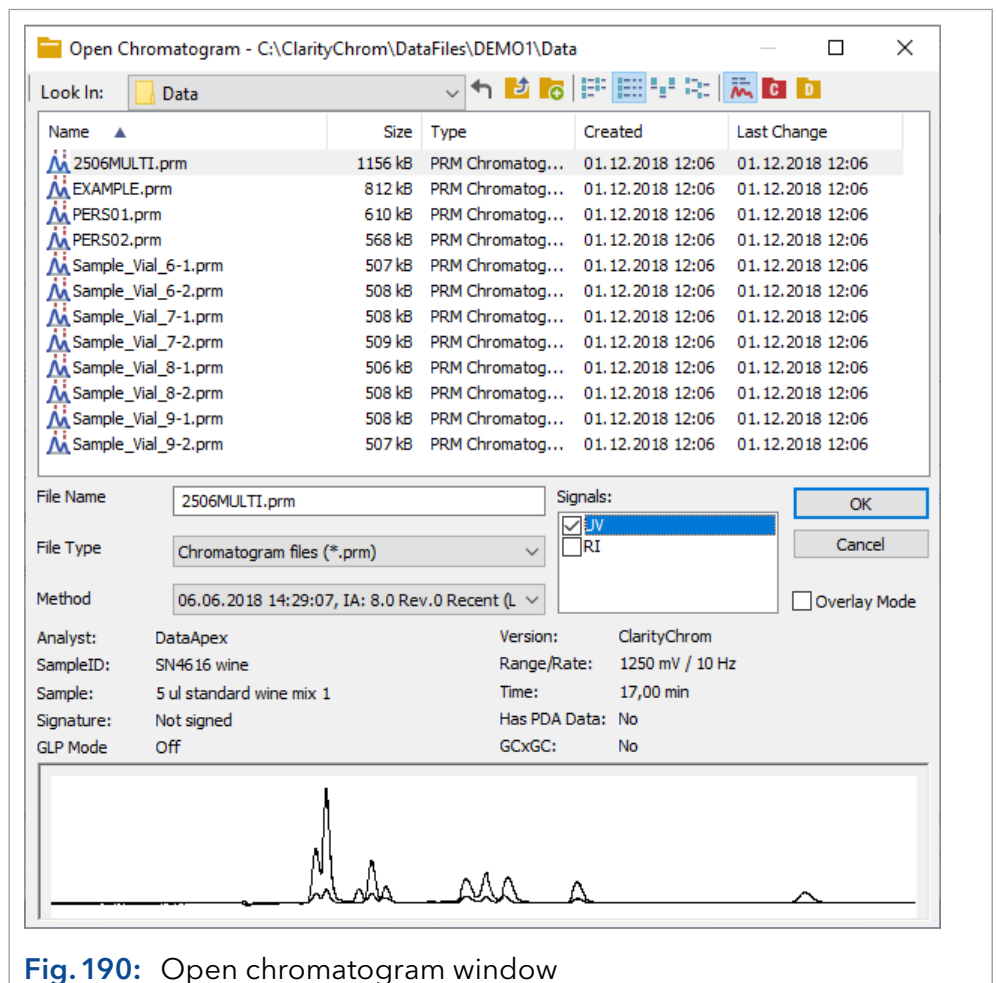 Open Chromatogram - C:\ClarityChrom\DataFiles\DEMO1\Data
Look In: Data C D
Name Size Type Created Last Change
2506MULTI.prm 1156 kB PRM Chromatog... 01.12.2018 12:06 01.12.2018 12:06
EXAMPLE.prm 812 kB PRM Chromatog... 01.12.2018 12:06 01.12.2018 12:06
PERS01.prm 610 kB PRM Chromatog... 01.12.2018 12:06 01.12.2018 12:06
PERS02.prm 568 kB PRM Chromatog... 01.12.2018 12:06 01.12.2018 12:06
Sample_Vial_6-1.prm 507 kB PRM Chromatog... 01.12.2018 12:06 01.12.2018 12:06
Sample_Vial_6-2.prm 508 kB PRM Chromatog... 01.12.2018 12:06 01.12.2018 12:06
Sample_Vial_7-1.prm 508 kB PRM Chromatog... 01.12.2018 12:06 01.12.2018 12:06
Sample_Vial_7-2.prm 509 kB PRM Chromatog... 01.12.2018 12:06 01.12.2018 12:06
Sample_Vial_8-1.prm 506 kB PRM Chromatog... 01.12.2018 12:06 01.12.2018 12:06
Sample_Vial_8-2.prm 508 kB PRM Chromatog... 01.12.2018 12:06 01.12.2018 12:06
Sample_Vial_9-1.prm 508 kB PRM Chromatog... 01.12.2018 12:06 01.12.2018 12:06
Sample_Vial_9-2.prm 507 kB PRM Chromatog... 01.12.2018 12:06 01.12.2018 12:06
File Name 2506MULTI.prm Signals: OK
UV
File Type Chromatogram files (*.prm) RI Cancel
Method 06.06.2018 14:29:07, IA: 8.0 Rev.0 Recent (L Overlay Mode
Analyst: DataApex Version: ClarityChrom
SampleID: SN4616 wine Range/Rate: 1250 mV / 10 Hz
Sample: 5 ul standard wine mix 1 Time: 17,00 min
Signature: Not signed Has PDA Data: No
GLP Mode Off GCxGC: No
Fig. 190: Open chromatogram window